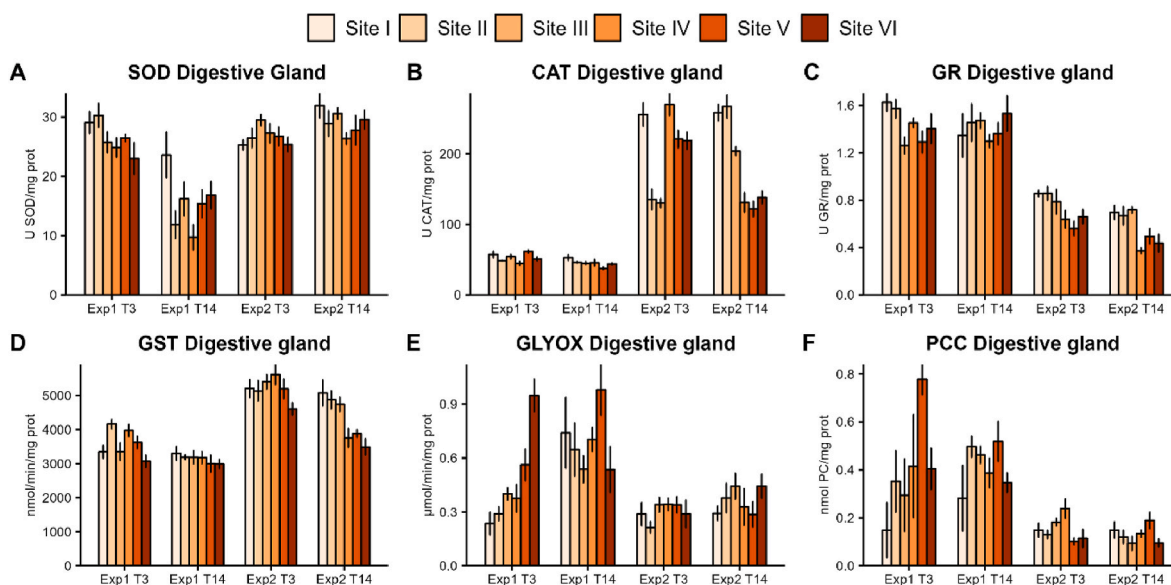 Site I Site II Site III Site IV Site V Site VI
A SOD Digestive Gland
U SOD/mg prot
30
20
10
0
Exp1 T3 Exp1 T14 Exp2 T3 Exp2 T14
B CAT Digestive gland
U CAT/mg prot
200
100
0
Exp1 T3 Exp1 T14 Exp2 T3 Exp2 T14
C GR Digestive gland
U GR/mg prot
1.6
1.2
0.8
0.4
0.0
Exp1 T3 Exp1 T14 Exp2 T3 Exp2 T14
D GST Digestive gland
nmol/min/mg prot
5000
4000
3000
2000
1000
0
Exp1 T3 Exp1 T14 Exp2 T3 Exp2 T14
E GLYOX Digestive gland
µmol/min/mg prot
0.9
0.6
0.3
0.0
Exp1 T3 Exp1 T14 Exp2 T3 Exp2 T14
F PCC Digestive gland
nmol PC/mg prot
0.8
0.6
0.4
0.2
0.0
Exp1 T3 Exp1 T14 Exp2 T3 Exp2 T14